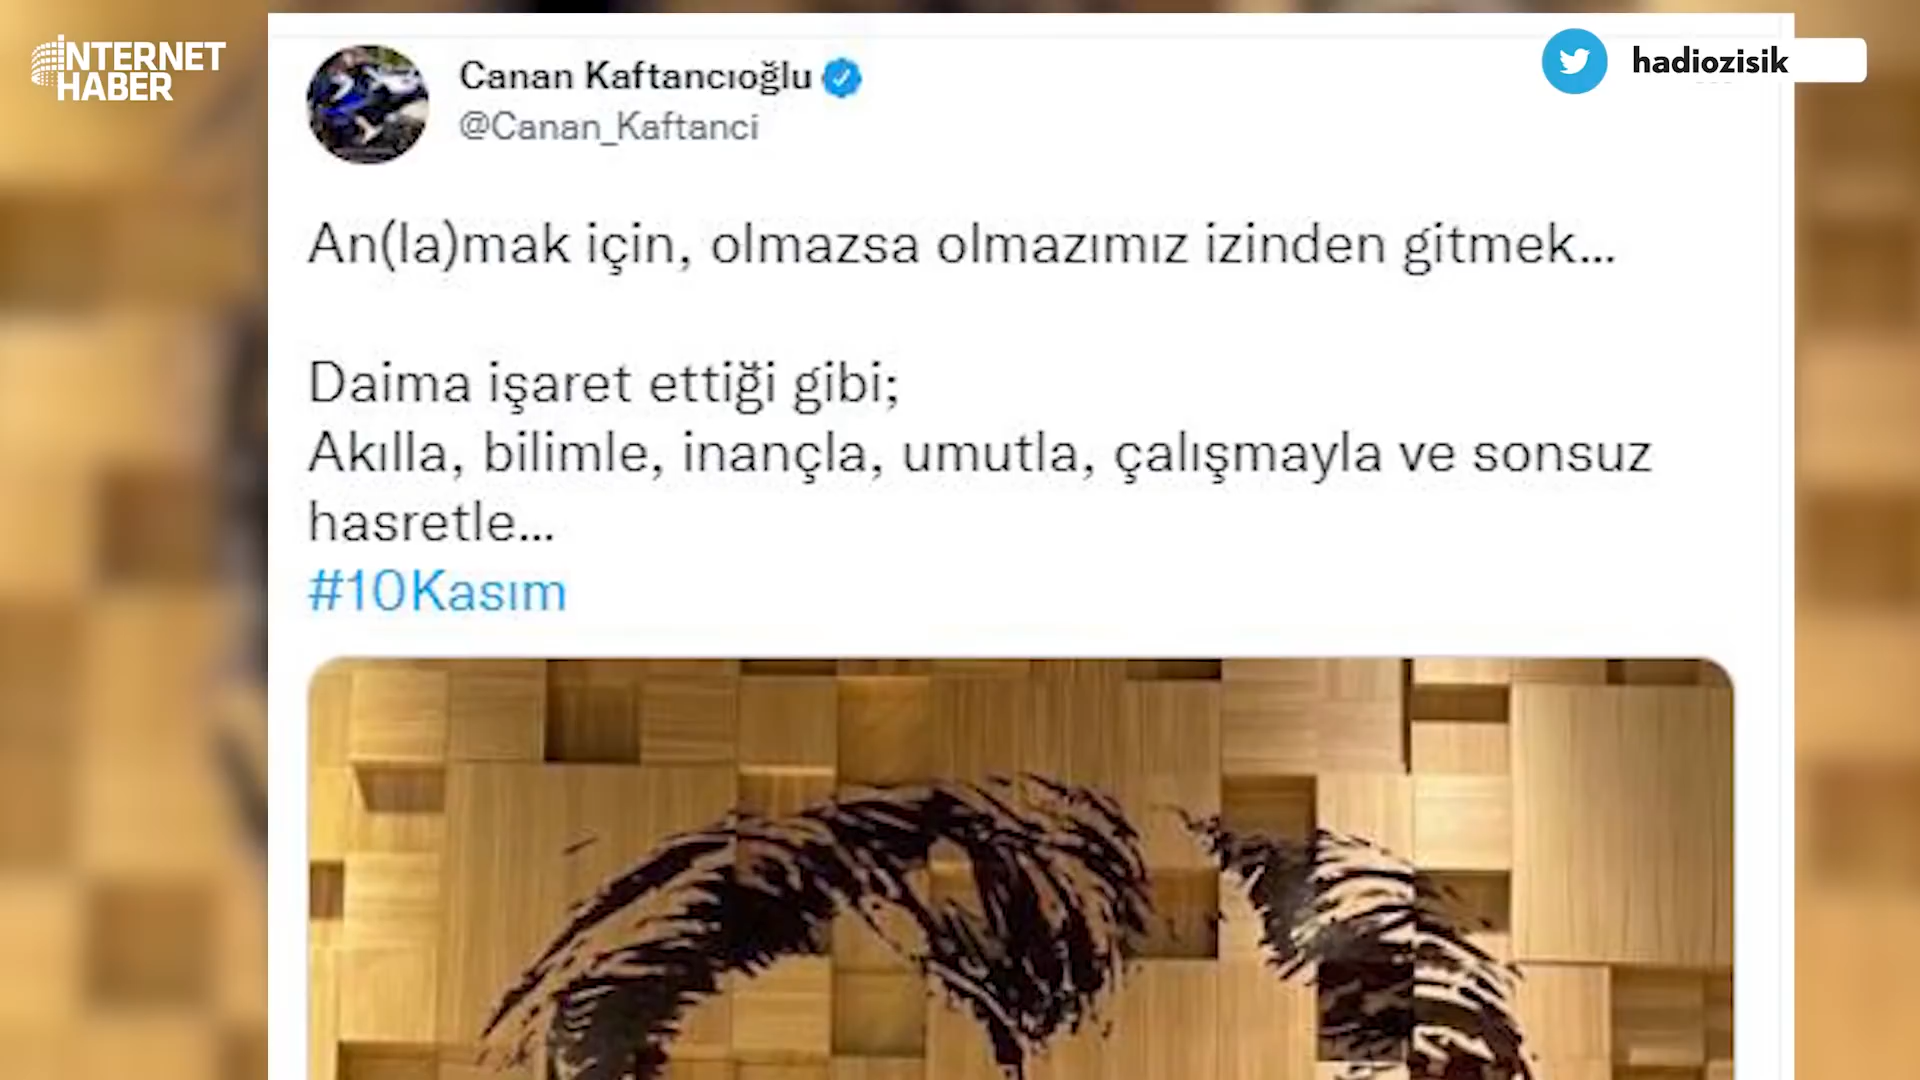 İNTERNET
HABER
hadiozisik
Canan Kaftancıoğlu
@Canan_Kaftanci
An(la)mak için, olmazsa olmazımız izinden gitmek...
Daima işaret ettiği gibi;
Akılla, bilimle, inançla, umutla, çalışmayla ve sonsuz
hasretle...
#10Kasım